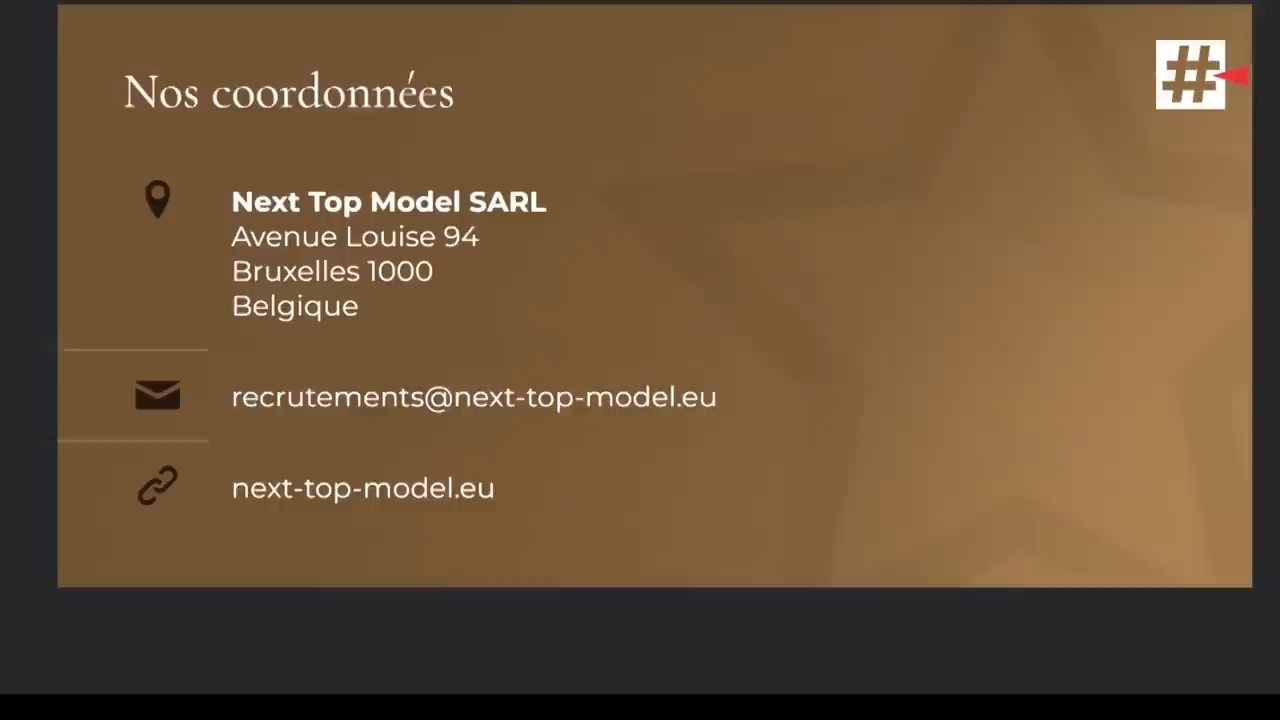 Nos coordonnées
#
Next Top Model SARL
Avenue Louise 94
Bruxelles 1000
Belgique
recrutements@next-top-model.eu
next-top-model.eu